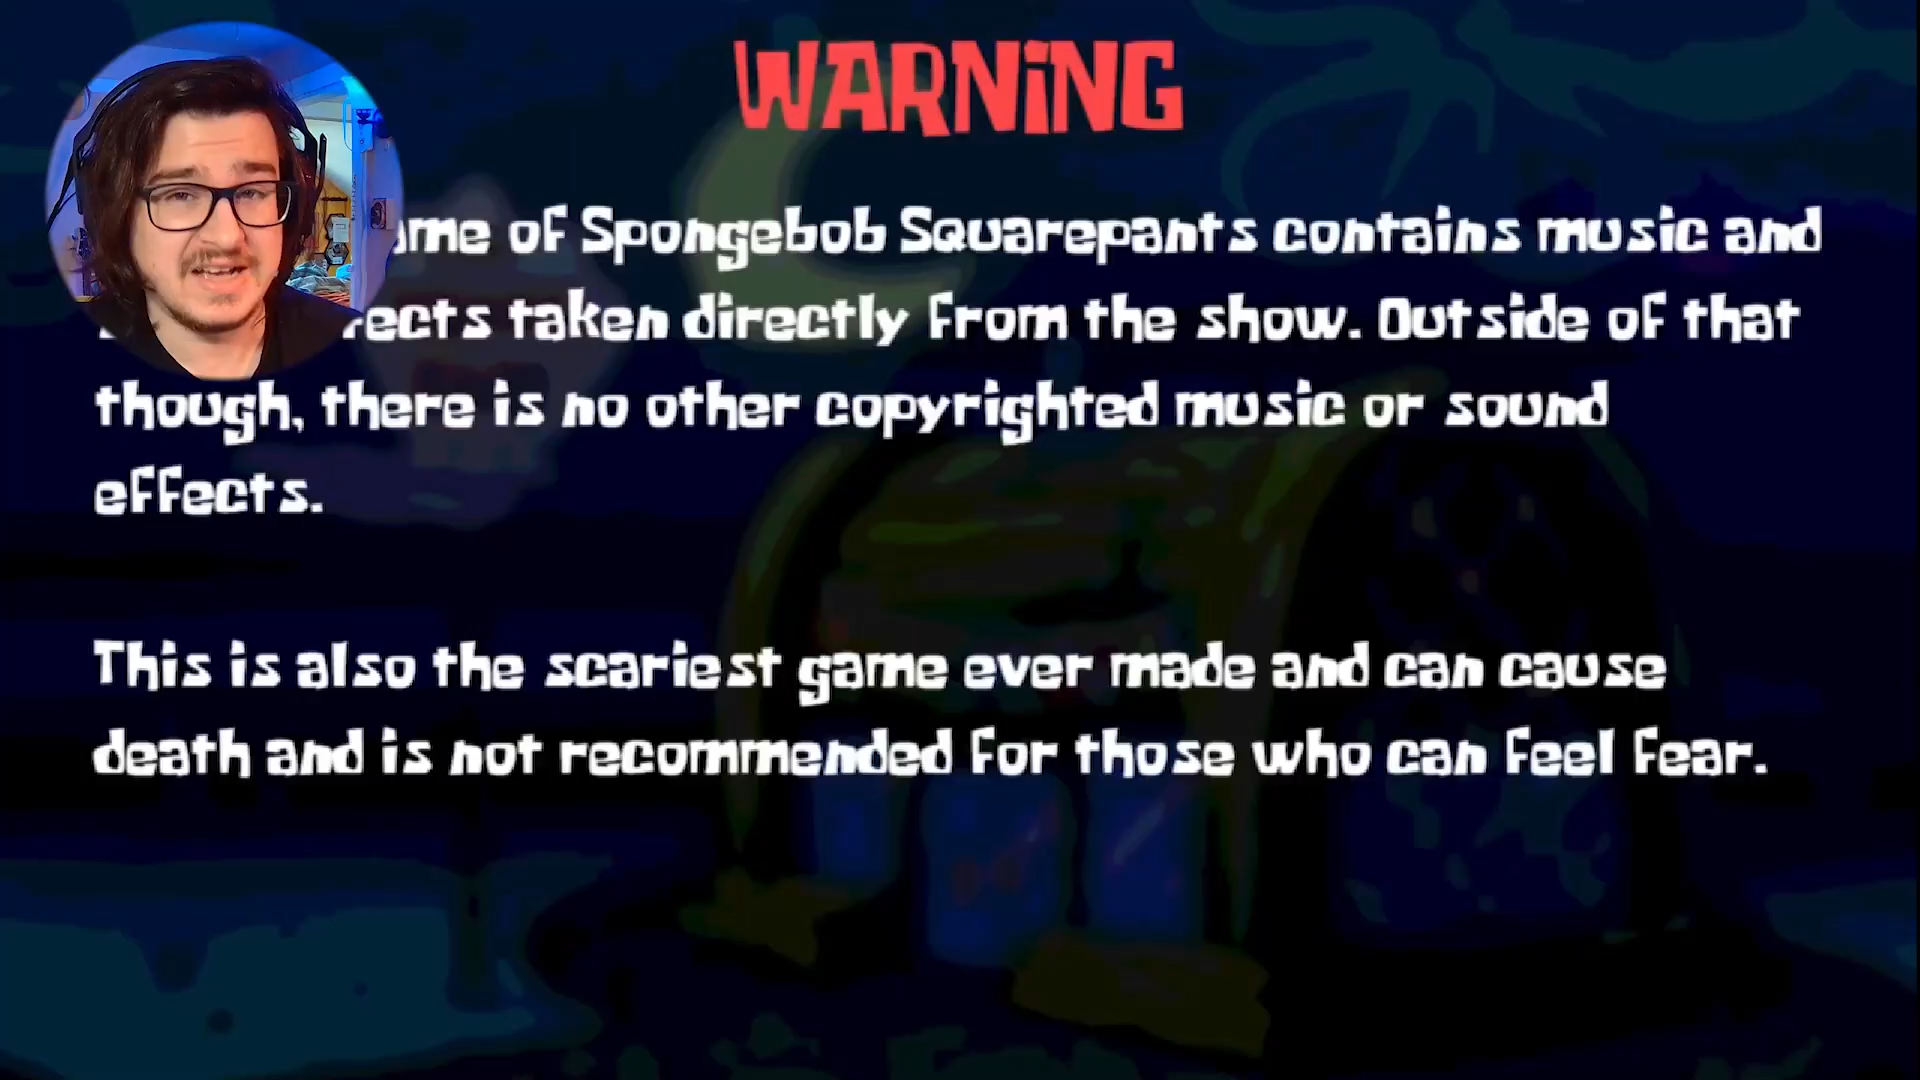 WARNING
of Spongebob Squarepants contains music and
taken directly from the show. Outside of that
though, there is no other copyrighted music or sound
effects.
This is also the scariest game ever made and can cause
death and is not recommended for those who can feel fear.